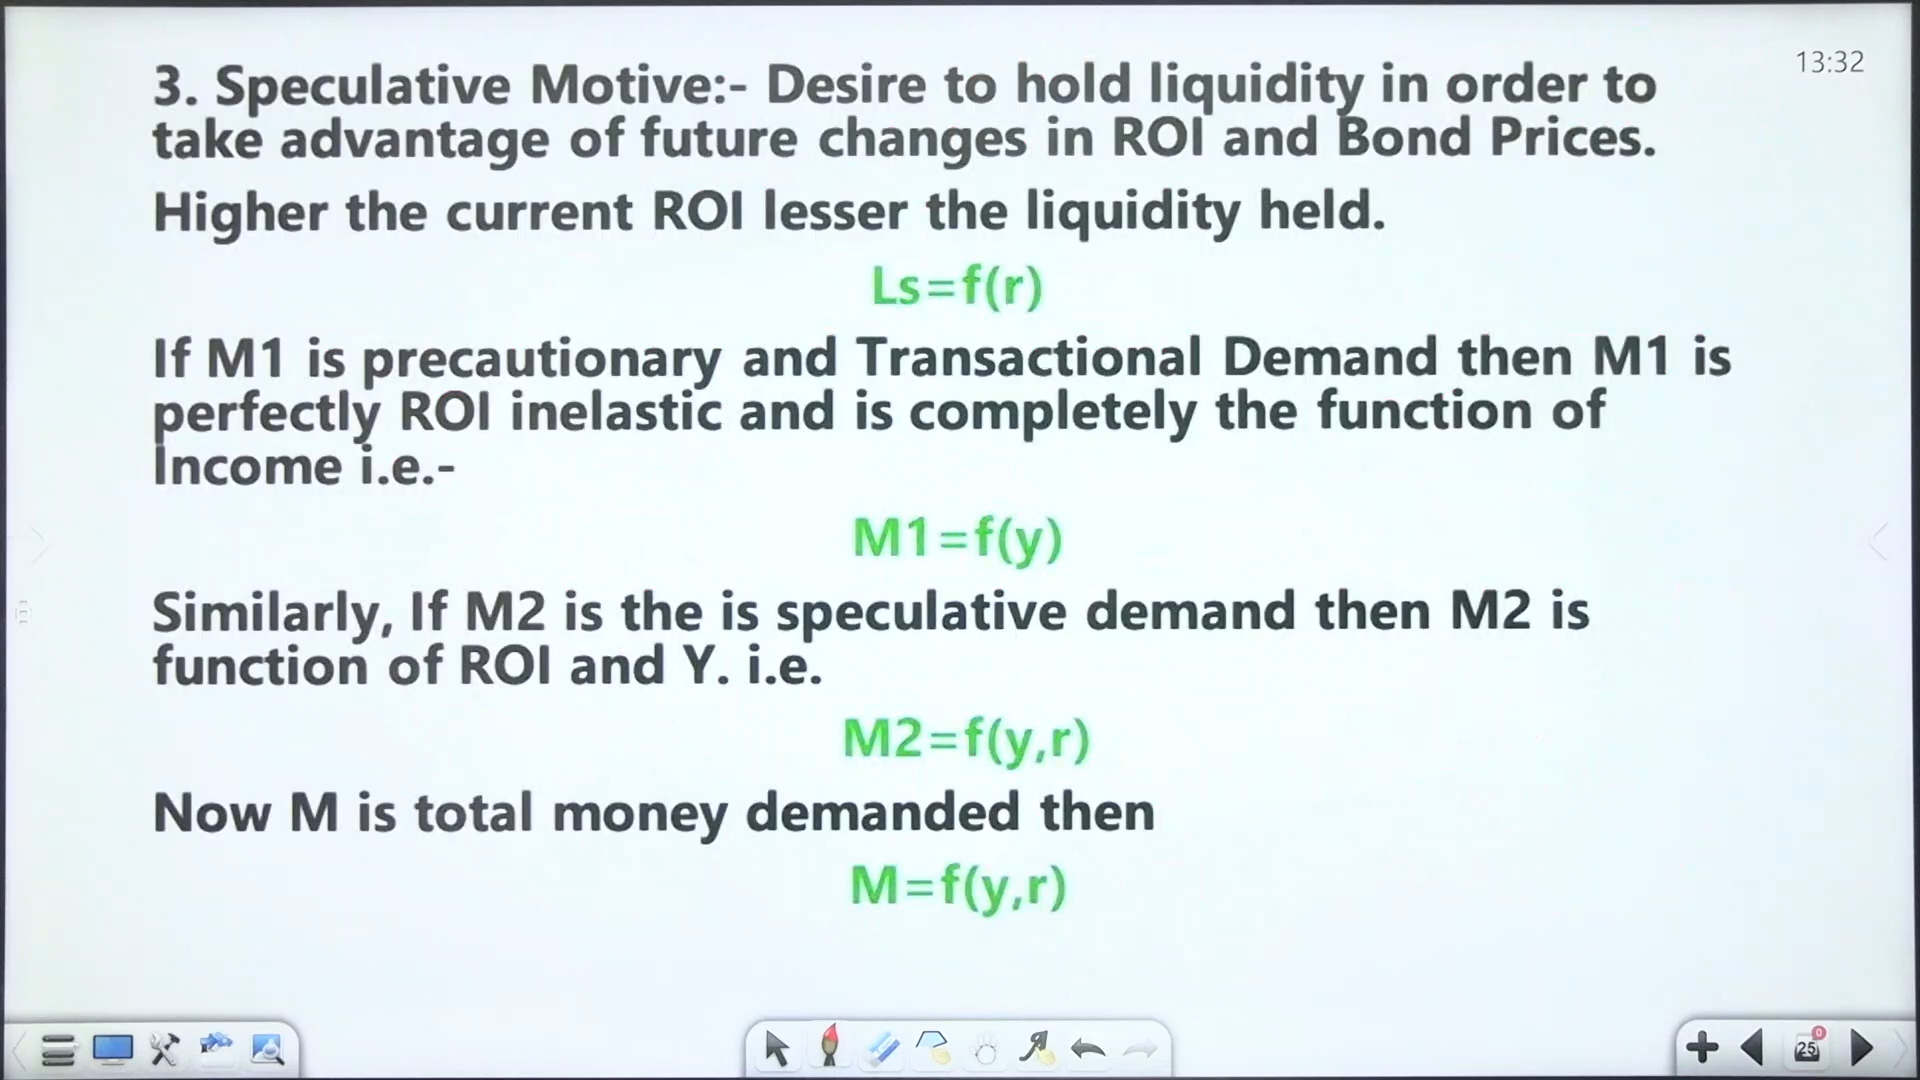 13:32
3. Speculative Motive:- Desire to hold liquidity in order to
take advantage of future changes in ROI and Bond Prices.
Higher the current ROI lesser the liquidity held.
Ls=f(r)
If M1 is precautionary and Transactional Demand then M1 is
perfectly ROI inelastic and is completely the function of
Income i.e.-
M1=f(y)
Similarly, If M2 is the is speculative demand then M2 is
function of ROI and Y. i.e.
M2=f(y,r)
Now M is total money demanded then
M=f(y,r)
25
0